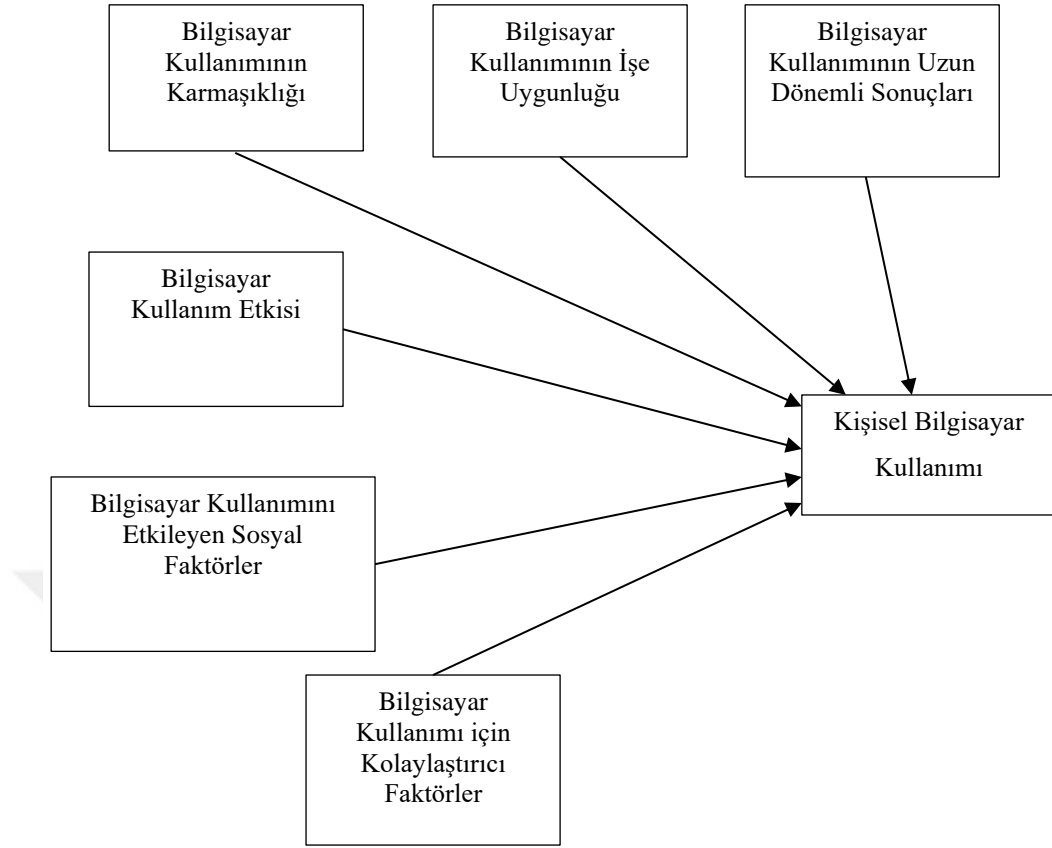 Bilgisayar
Kullanımının
Karmaşıklığı
Bilgisayar
Kullanımının İşe
Uygunluğu
Bilgisayar
Kullanımının Uzun
Dönemli Sonuçları
Bilgisayar
Kullanım Etkisi
Kişisel Bilgisayar
Kullanımı
Bilgisayar Kullanımını
Etkileyen Sosyal
Faktörler
Bilgisayar
Kullanımı için
Kolaylaştırıcı
Faktörler